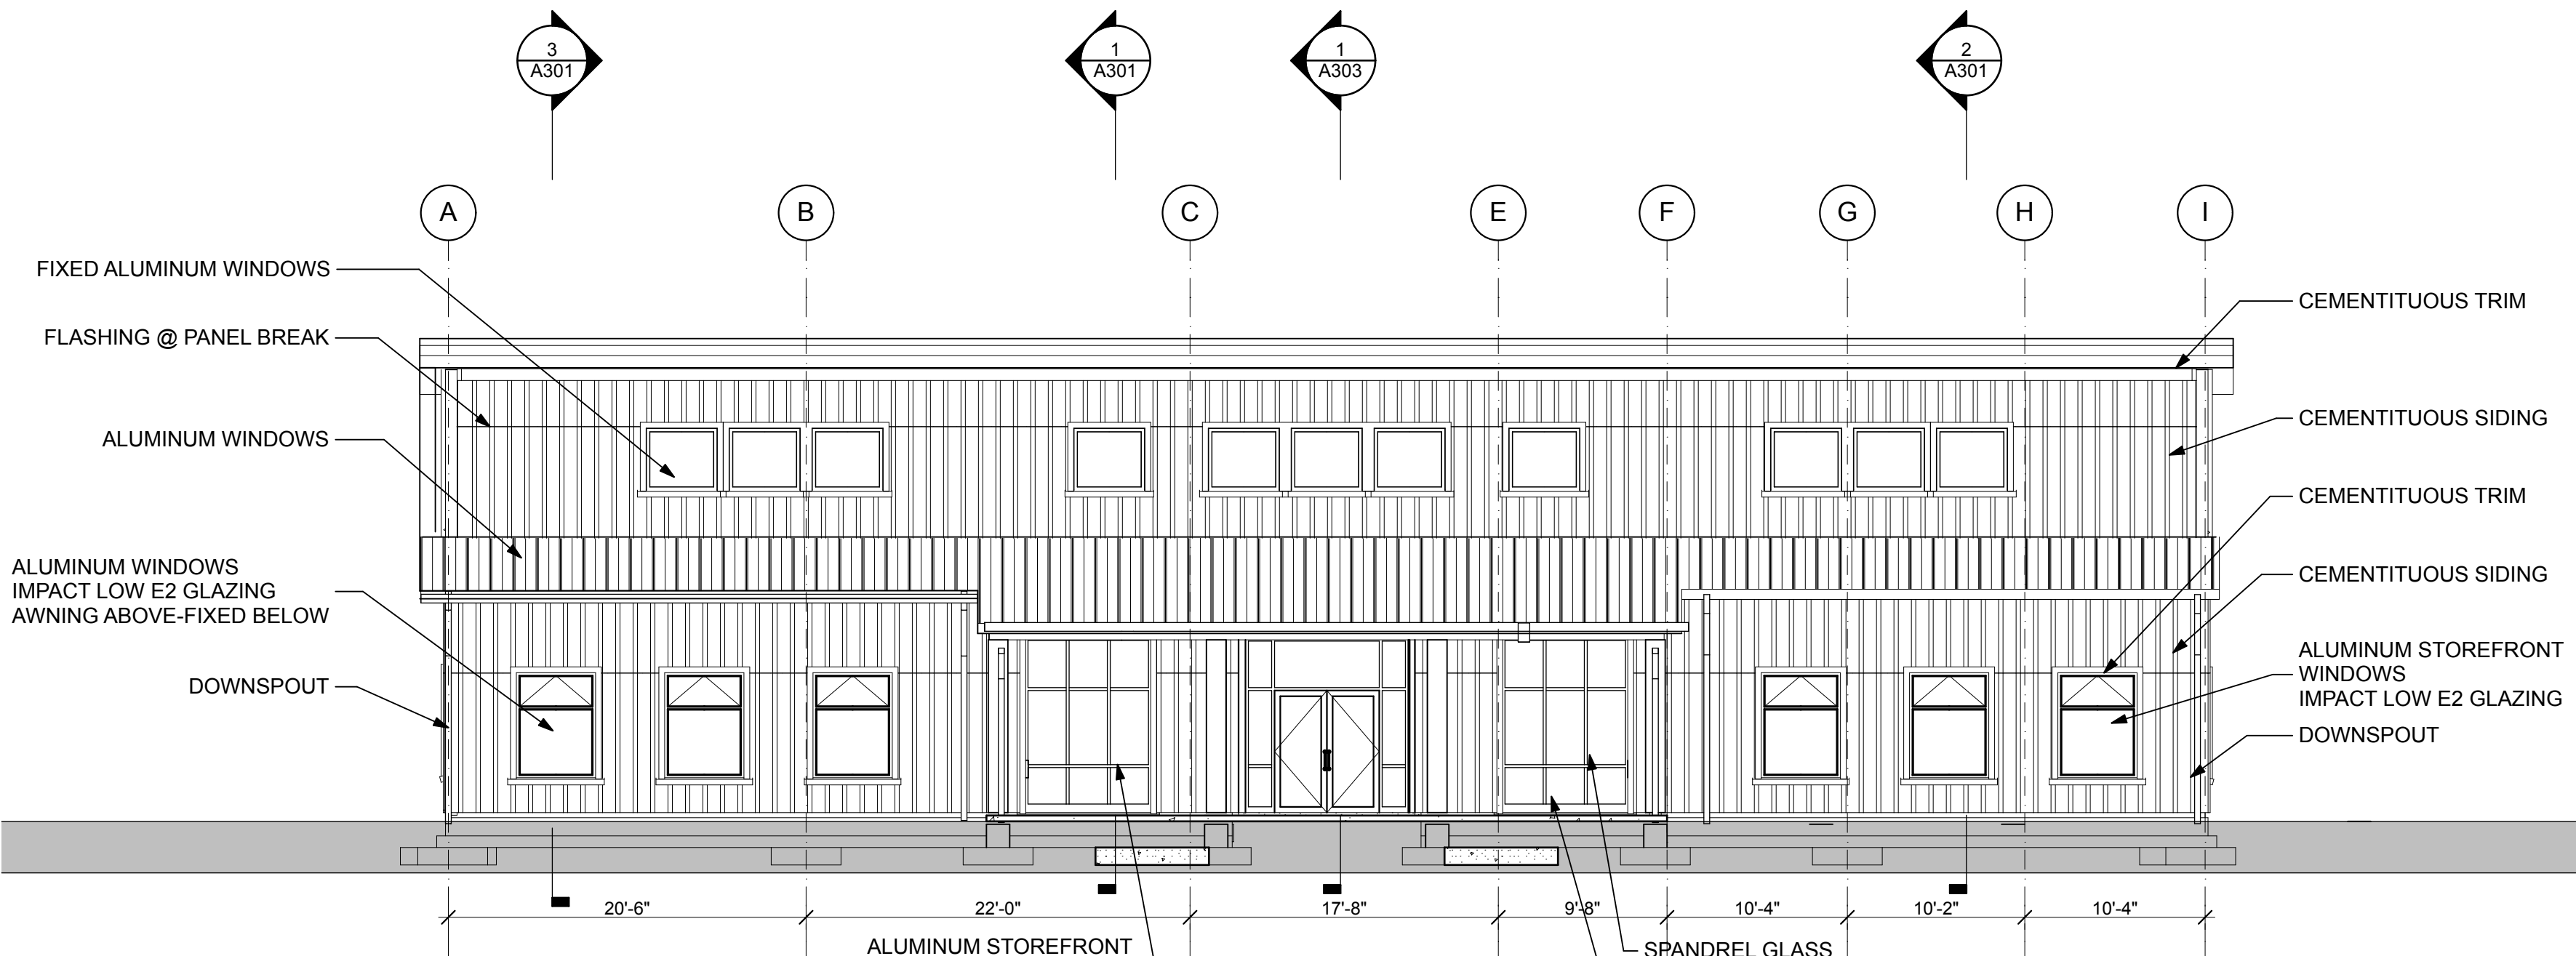 3
A301
1
A301
1
A303
2
A301
A
B
C
E
F
G
H
I
FIXED ALUMINUM WINDOWS
FLASHING @ PANEL BREAK
ALUMINUM WINDOWS
ALUMINUM WINDOWS
IMPACT LOW E2 GLAZING
AWNING ABOVE-FIXED BELOW
DOWNSPOUT
CEMENTITUOUS TRIM
CEMENTITUOUS SIDING
CEMENTITUOUS TRIM
CEMENTITUOUS SIDING
ALUMINUM STOREFRONT
WINDOWS
IMPACT LOW E2 GLAZING
DOWNSPOUT
20'-6"
22'-0"
17'-8"
9'-8"
10'-4"
10'-2"
10'-4"
ALUMINUM STOREFRONT
SPANDREL GLASS